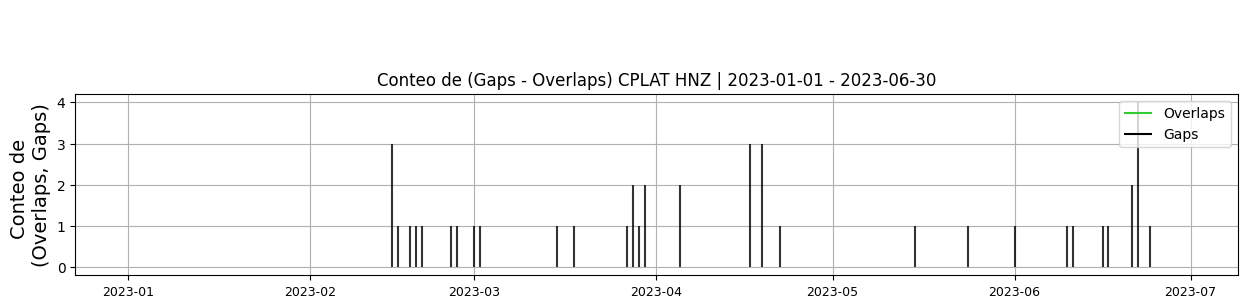 Conteo de (Gaps - Overlaps) CPLAT HNZ | 2023-01-01 - 2023-06-30
Conteo de
(Overlaps, Gaps)
4
3
2
1
0
Overlaps
Gaps
2023-01
2023-02
2023-03
2023-04
2023-05
2023-06
2023-07